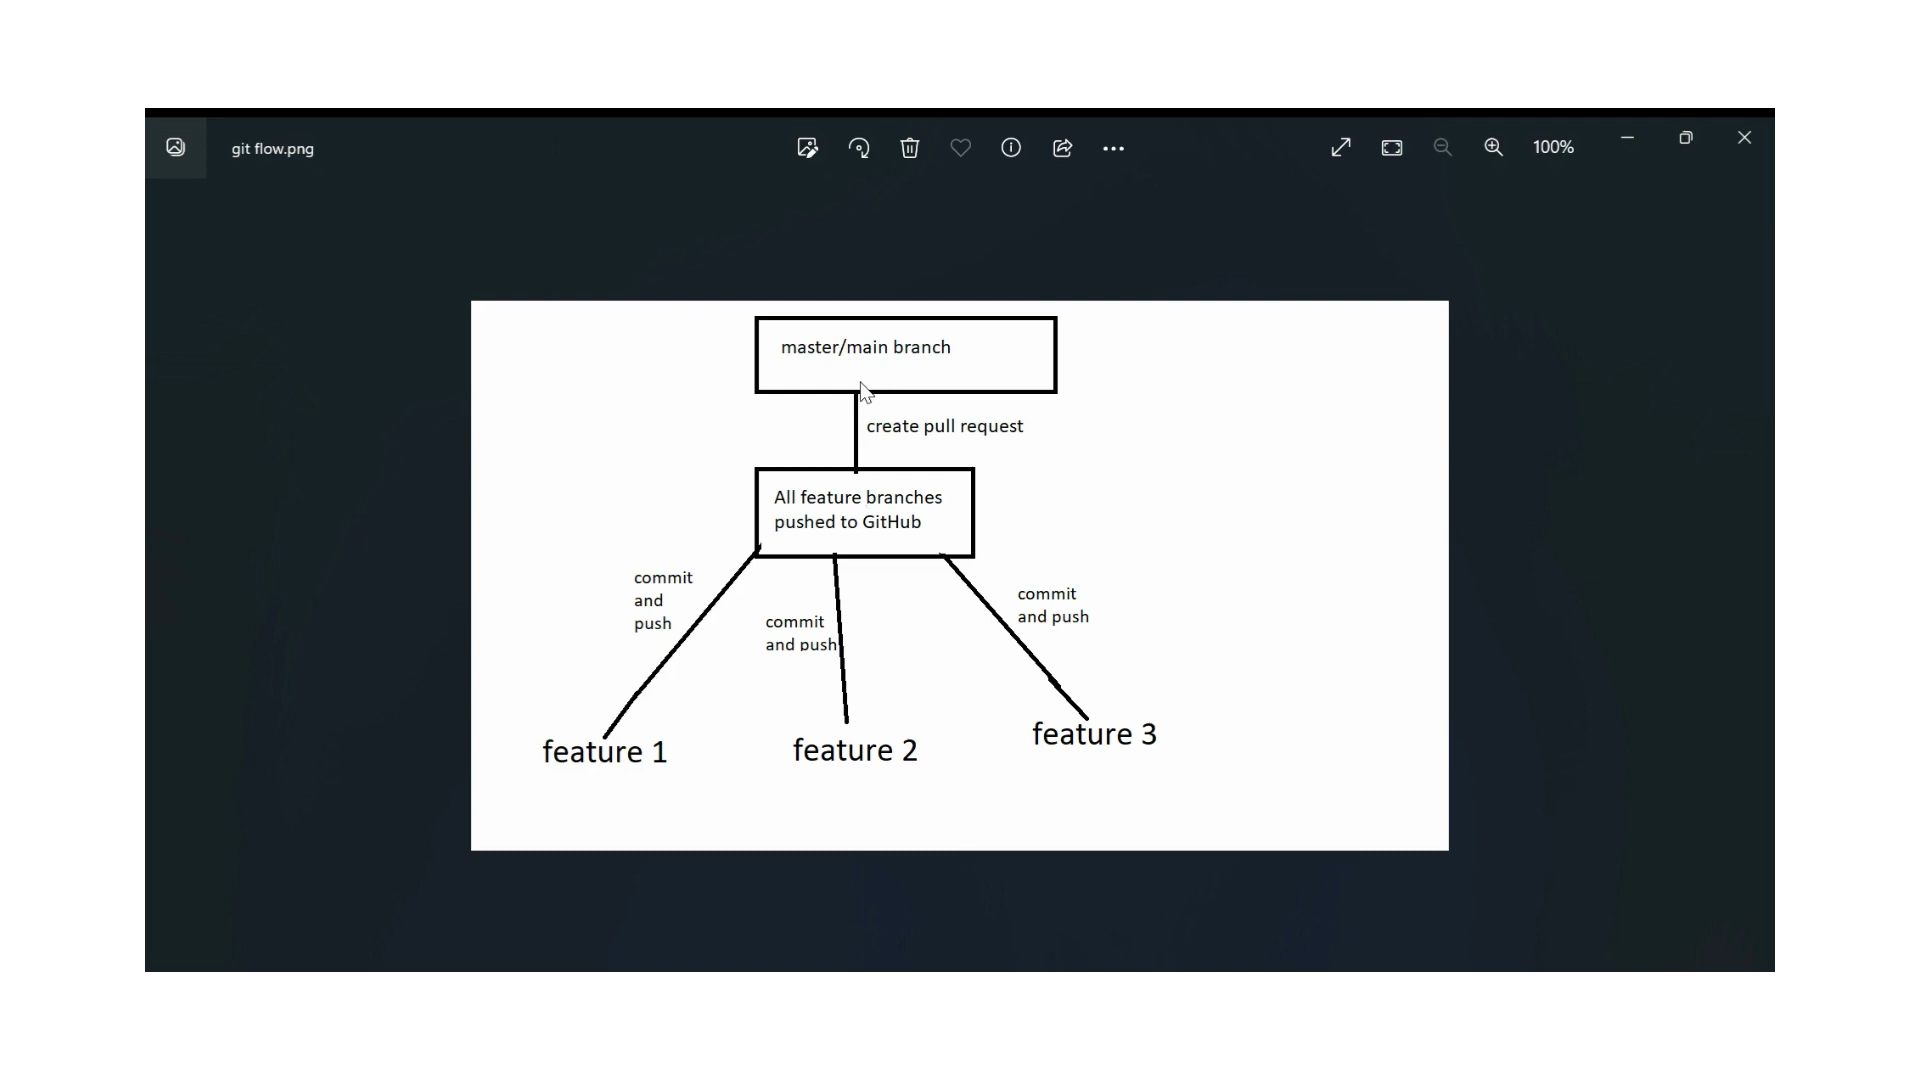 git flow.png
100%
master/main branch
create pull request
All feature branches
pushed to GitHub
commit
and
push
commit
and push
commit
and push
feature 1
feature 2
feature 3